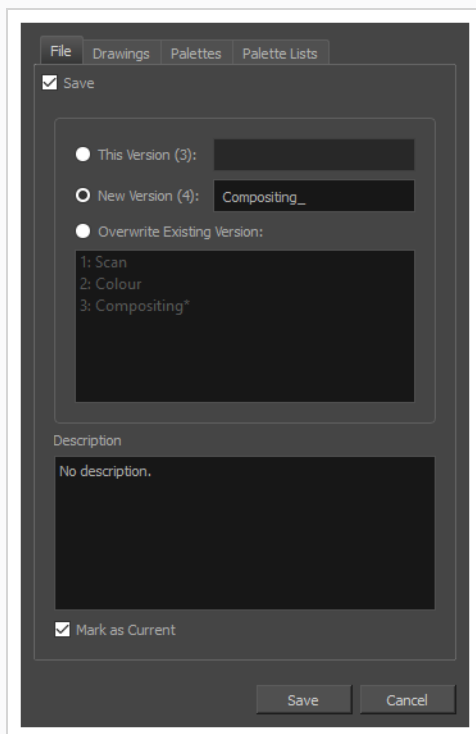 File Drawings Palettes Palette Lists
Save
This Version (3):
New Version (4): Compositing_
Overwrite Existing Version:
1: Scan
2: Colour
3: Compositing*
Description
No description.
Mark as Current
Save Cancel